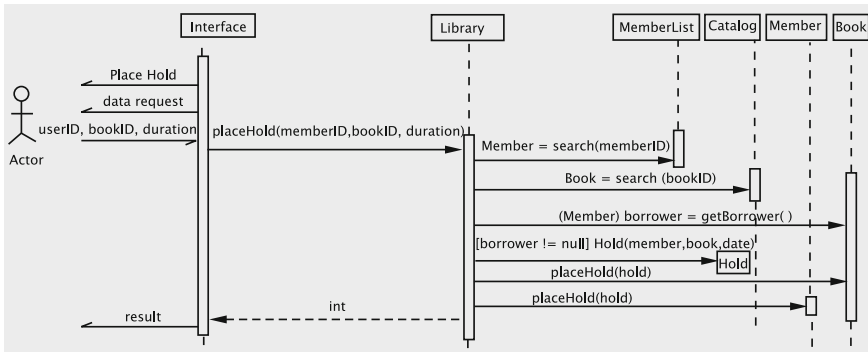 Interface
Library
MemberList
Catalog
Member
Book
Place Hold
data request
userID, bookID, duration
Actor
placeHold(memberID,bookID, duration)
Member = search(memberID)
Book = search (bookID)
(Member) borrower = getBorrower( )
[borrower != null] Hold(member,book,date)
Hold
placeHold(hold)
placeHold(hold)
int
result